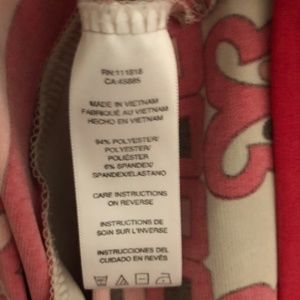 RN:111818
CA:45885
MADE IN VIETNAM
FABRIQUÉ AU VIETNAM
HECHO EN VIETNAM
94% POLYESTER/
POLYESTER/
POLIÉSTER
6% SPANDEX/
SPANDEX/ELASTANO
CARE INSTRUCTIONS
ON REVERSE
INSTRUCTIONS DE
SOIN SUR L'INVERSE
INSTRUCCIONES DEL
CUIDADO EN REVÉS